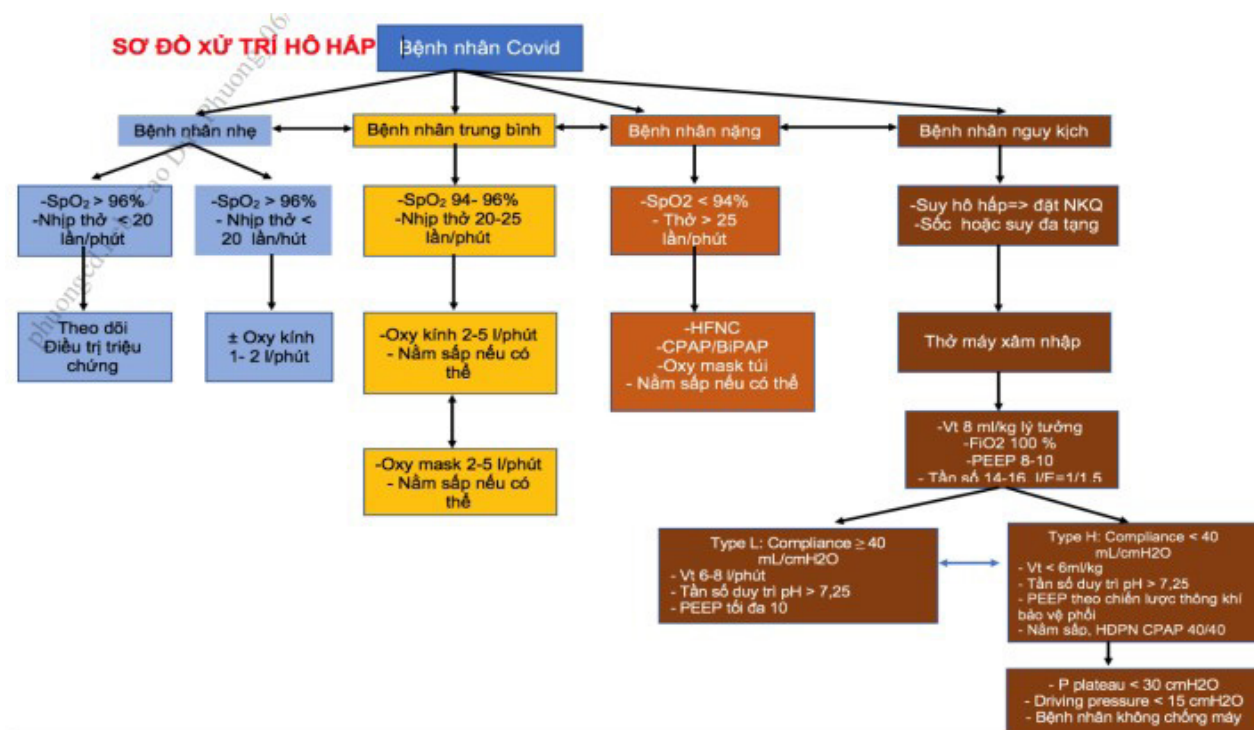 SƠ ĐỒ XỬ TRÍ HÔ HẤP
Bệnh nhân Covid
Bệnh nhân nhẹ
Bệnh nhân trung bình
Bệnh nhân nặng
Bệnh nhân nguy kịch
-SpO₂ > 96%
-Nhịp thở < 20
lần/phút
-SpO₂ > 96%
- Nhịp thở <
20 lần/hút
-SpO₂ 94- 96%
-Nhịp thở 20-25
lần/phút
-SpO2 < 94%
- Thở > 25
lần/phút
-Suy hô hấp=> đặt NKQ
-Sốc hoặc suy đa tạng
Theo dõi
Điều trị triệu
chứng
± Oxy kính
1- 2 l/phút
-Oxy kính 2-5 l/phút
- Nằm sấp nếu có
thể
-HFNC
-CPAP/BiPAP
-Oxy mask túi
- Nằm sấp nếu có thể
Thở máy xâm nhập
-Oxy mask 2-5 l/phút
- Nằm sấp nếu có
thể
-Vt 8 ml/kg lý tưởng
-FiO2 100 %
-PEEP 8-10
- Tần số 14-16, I/E=1/1.5
Type L: Compliance ≥ 40
mL/cmH2O
- Vt 6-8 l/phút
- Tần số duy trì pH > 7,25
- PEEP tối đa 10
Type H: Compliance < 40
mL/cmH2O
- Vt < 6ml/kg
- Tần số duy trì pH > 7,25
- PEEP theo chiến lược thông khí
bảo vệ phổi
- Nằm sấp, HDPN CPAP 40/40
- P plateau < 30 cmH2O
- Driving pressure < 15 cmH2O
- Bệnh nhân không chống máy